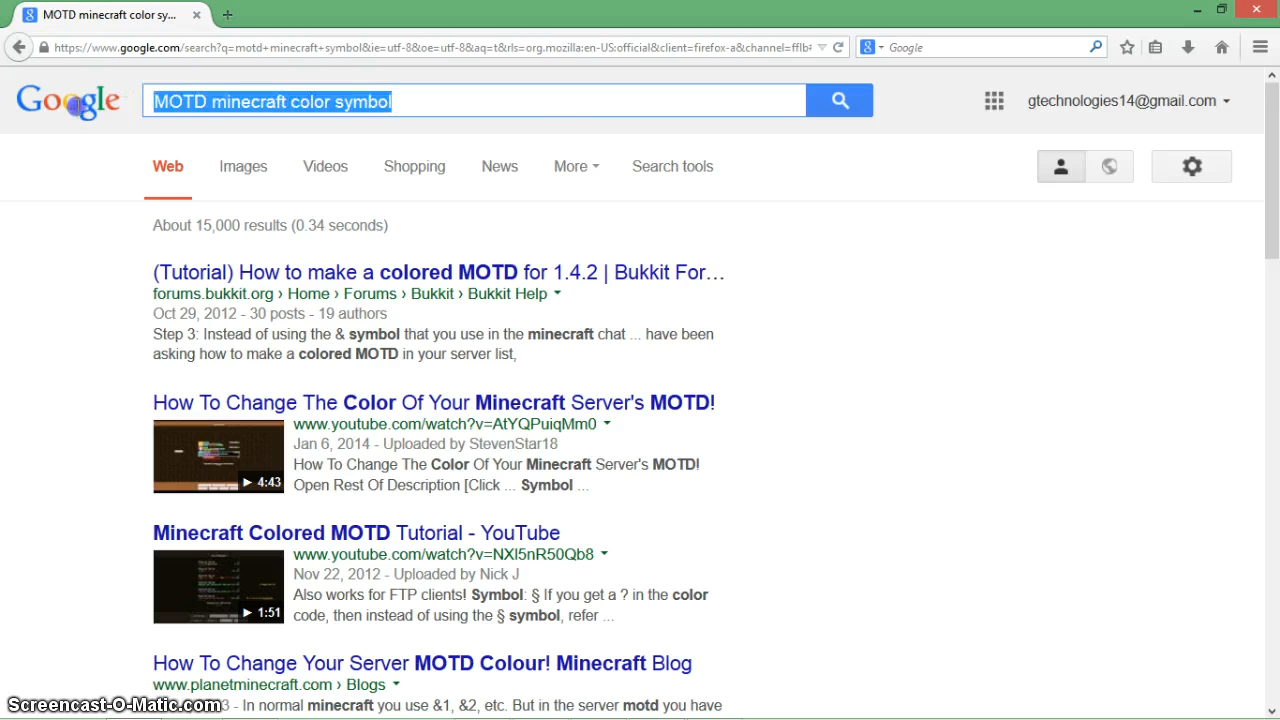 MOTD minecraft color sy...
https://www.google.com/search?q=motd+minecraft+symbol&ie=utf-8&oe=utf-8&aq=t&rls=org.mozilla:en-US:official&client=firefox-a&channel=fflb
Google
Google
MOTD minecraft color symbol
gtechnologies14@gmail.com
Web Images Videos Shopping News More Search tools
About 15,000 results (0.34 seconds)
(Tutorial) How to make a colored MOTD for 1.4.2 | Bukkit For...
forums.bukkit.org › Home › Forums › Bukkit › Bukkit Help
Oct 29, 2012 - 30 posts - 19 authors
Step 3: Instead of using the & symbol that you use in the minecraft chat ... have been
asking how to make a colored MOTD in your server list,
How To Change The Color Of Your Minecraft Server's MOTD!
www.youtube.com/watch?v=AtYQPuiqMm0
Jan 6, 2014 - Uploaded by StevenStar18
How To Change The Color Of Your Minecraft Server's MOTD!
Open Rest Of Description [Click ... Symbol ...
4:43
Minecraft Colored MOTD Tutorial - YouTube
www.youtube.com/watch?v=NXI5nR50Qb8
Nov 22, 2012 - Uploaded by Nick J
Also works for FTP clients! Symbol: § If you get a ? in the color
code, then instead of using the § symbol, refer ...
1:51
How To Change Your Server MOTD Colour! Minecraft Blog
www.planetminecraft.com › Blogs
3 - In normal minecraft you use &1, &2, etc. But in the server motd you have
Screencast-O-Matic.com